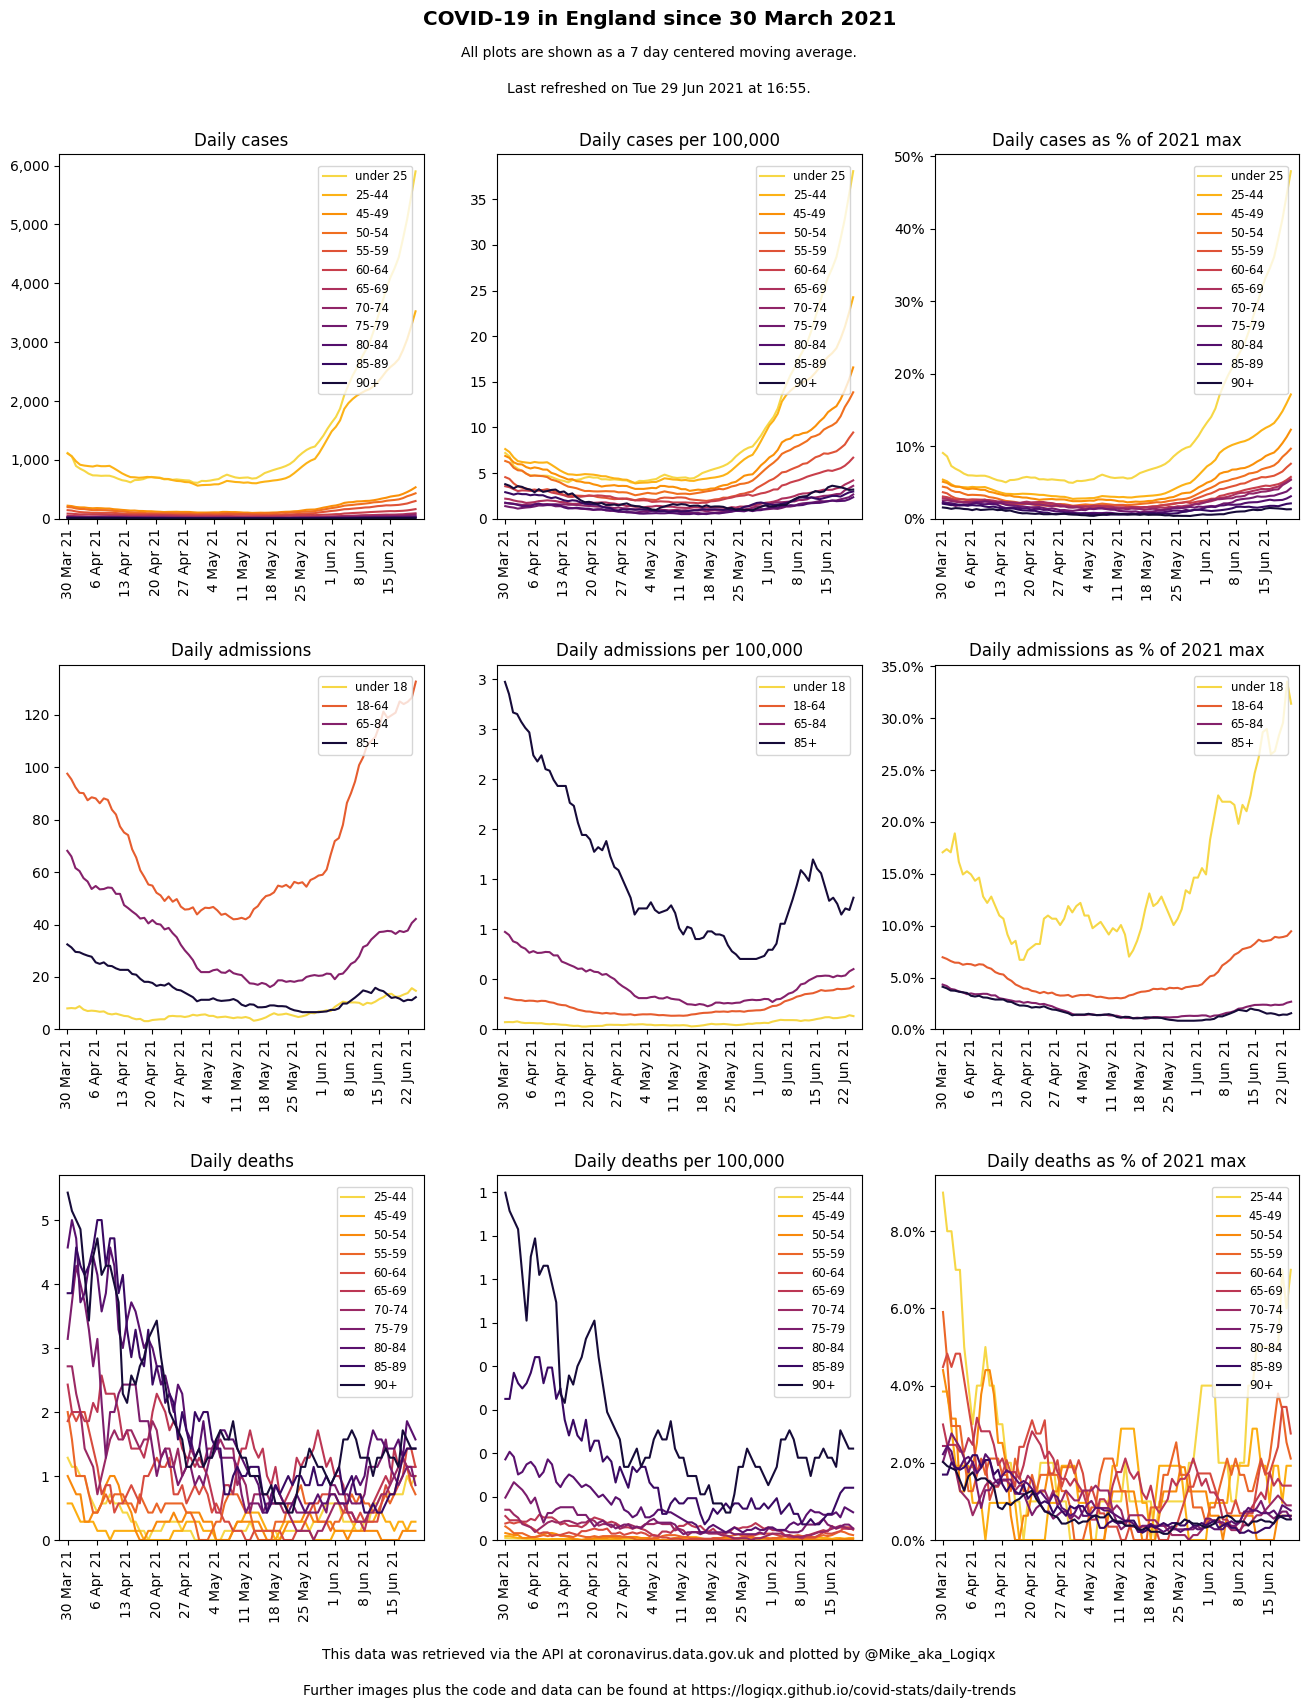 COVID-19 in England since 30 March 2021
All plots are shown as a 7 day centered moving average.
Last refreshed on Tue 29 Jun 2021 at 16:55.
Daily cases
6,000
5,000
4,000
3,000
2,000
1,000
0
under 25
25-44
45-49
50-54
55-59
60-64
65-69
70-74
75-79
80-84
85-89
90+
30 Mar 21
6 Apr 21
13 Apr 21
20 Apr 21
27 Apr 21
4 May 21
11 May 21
18 May 21
25 May 21
1 Jun 21
8 Jun 21
15 Jun 21
Daily cases per 100,000
35
30
25
20
15
10
5
0
under 25
25-44
45-49
50-54
55-59
60-64
65-69
70-74
75-79
80-84
85-89
90+
30 Mar 21
6 Apr 21
13 Apr 21
20 Apr 21
27 Apr 21
4 May 21
11 May 21
18 May 21
25 May 21
1 Jun 21
8 Jun 21
15 Jun 21
Daily cases as % of 2021 max
50%
40%
30%
20%
10%
0%
under 25
25-44
45-49
50-54
55-59
60-64
65-69
70-74
75-79
80-84
85-89
90+
30 Mar 21
6 Apr 21
13 Apr 21
20 Apr 21
27 Apr 21
4 May 21
11 May 21
18 May 21
25 May 21
1 Jun 21
8 Jun 21
15 Jun 21
Daily admissions
120
100
80
60
40
20
0
under 18
18-64
65-84
85+
30 Mar 21
6 Apr 21
13 Apr 21
20 Apr 21
27 Apr 21
4 May 21
11 May 21
18 May 21
25 May 21
1 Jun 21
8 Jun 21
15 Jun 21
22 Jun 21
Daily admissions per 100,000
3
3
2
2
1
1
0
0
under 18
18-64
65-84
85+
30 Mar 21
6 Apr 21
13 Apr 21
20 Apr 21
27 Apr 21
4 May 21
11 May 21
18 May 21
25 May 21
1 Jun 21
8 Jun 21
15 Jun 21
22 Jun 21
Daily admissions as % of 2021 max
35.0%
30.0%
25.0%
20.0%
15.0%
10.0%
5.0%
0.0%
under 18
18-64
65-84
85+
30 Mar 21
6 Apr 21
13 Apr 21
20 Apr 21
27 Apr 21
4 May 21
11 May 21
18 May 21
25 May 21
1 Jun 21
8 Jun 21
15 Jun 21
22 Jun 21
Daily deaths
5
4
3
2
1
0
25-44
45-49
50-54
55-59
60-64
65-69
70-74
75-79
80-84
85-89
90+
30 Mar 21
6 Apr 21
13 Apr 21
20 Apr 21
27 Apr 21
4 May 21
11 May 21
18 May 21
25 May 21
1 Jun 21
8 Jun 21
15 Jun 21
Daily deaths per 100,000
1
1
1
1
0
0
0
0
0
25-44
45-49
50-54
55-59
60-64
65-69
70-74
75-79
80-84
85-89
90+
30 Mar 21
6 Apr 21
13 Apr 21
20 Apr 21
27 Apr 21
4 May 21
11 May 21
18 May 21
25 May 21
1 Jun 21
8 Jun 21
15 Jun 21
Daily deaths as % of 2021 max
8.0%
6.0%
4.0%
2.0%
0.0%
25-44
45-49
50-54
55-59
60-64
65-69
70-74
75-79
80-84
85-89
90+
30 Mar 21
6 Apr 21
13 Apr 21
20 Apr 21
27 Apr 21
4 May 21
11 May 21
18 May 21
25 May 21
1 Jun 21
8 Jun 21
15 Jun 21
This data was retrieved via the API at coronavirus.data.gov.uk and plotted by @Mike_aka_Logiqx
Further images plus the code and data can be found at https://logiqx.github.io/covid-stats/daily-trends